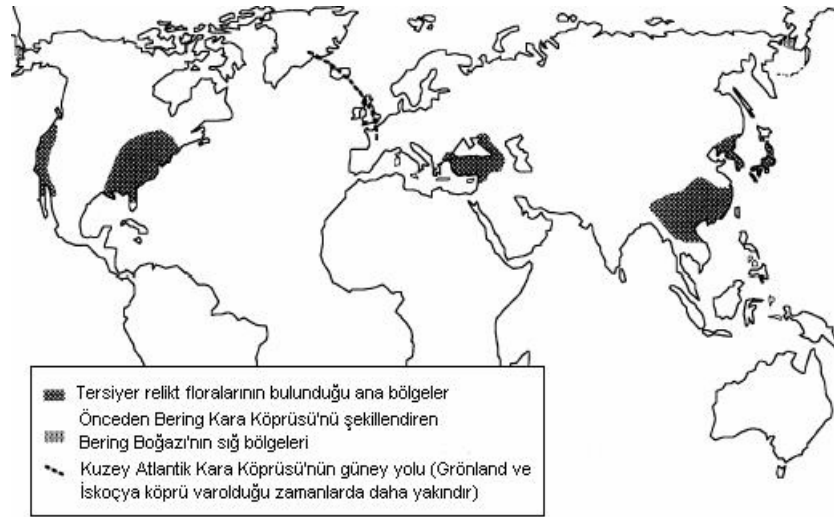 Tersiyer relikt floralarının bulunduğu ana bölgeler
Önceden Bering Kara Köprüsü'nü şekillendiren
Bering Boğazı'nın sığ bölgeleri
Kuzey Atlantik Kara Köprüsü'nün güney yolu (Grönland ve
İskoçya köprü varolduğu zamanlarda daha yakındır)